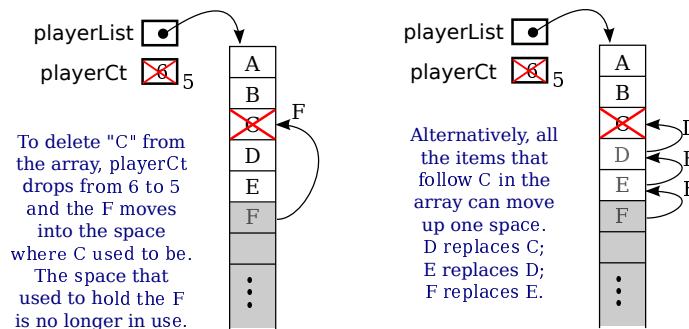 playerList
playerCt 6 5
A
B
C
F
D
E
F
To delete "C" from
the array, playerCt
drops from 6 to 5
and the F moves
into the space
where C used to be.
The space that
used to hold the F
is no longer in use.
playerList
playerCt 6 5
A
B
C
D
E
F
Alternatively, all
the items that
follow C in the
array can move
up one space.
D replaces C;
E replaces D;
F replaces E.